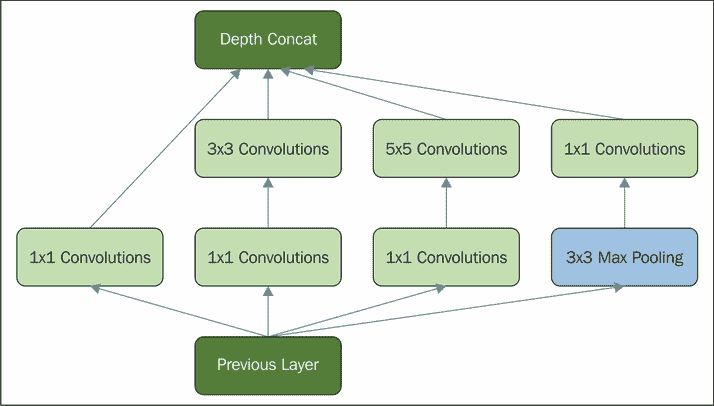 Depth Concat
3x3 Convolutions
5x5 Convolutions
1x1 Convolutions
1x1 Convolutions
1x1 Convolutions
1x1 Convolutions
3x3 Max Pooling
Previous Layer